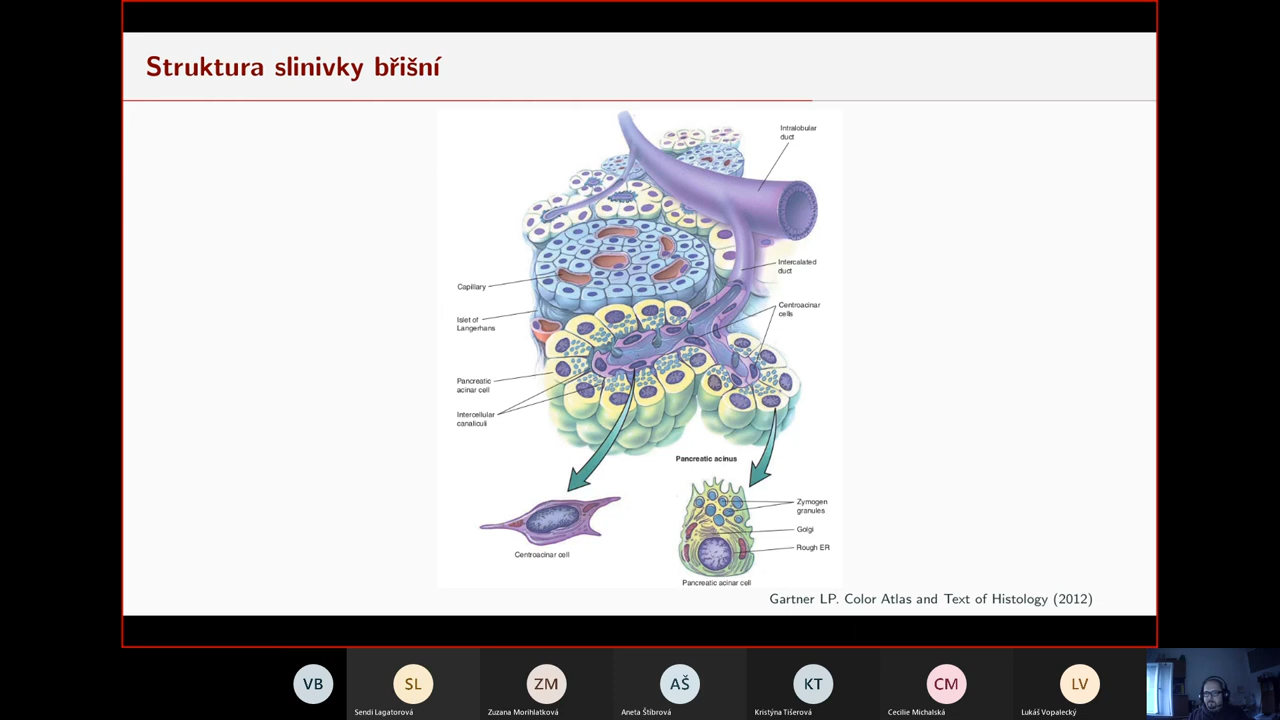 Struktura slinivky břišní
Intralobular
duct
Intercalated
duct
Capillary
Centroacinar
cells
Islet of
Langerhans
Pancreatic
acinar cell
Intercellular
canaliculi
Pancreatic acinus
Zymogen
granules
Golgi
Rough ER
Centroacinar cell
Pancreatic acinar cell
Gartner LP. Color Atlas and Text of Histology (2012)
VB
SL
ZM
AŠ
KT
CM
LV
Sendi Lagatorová
Zuzana Morihlatková
Aneta Štibrová
Kristýna Tišerová
Cecilie Michalská
Lukáš Vopalecký